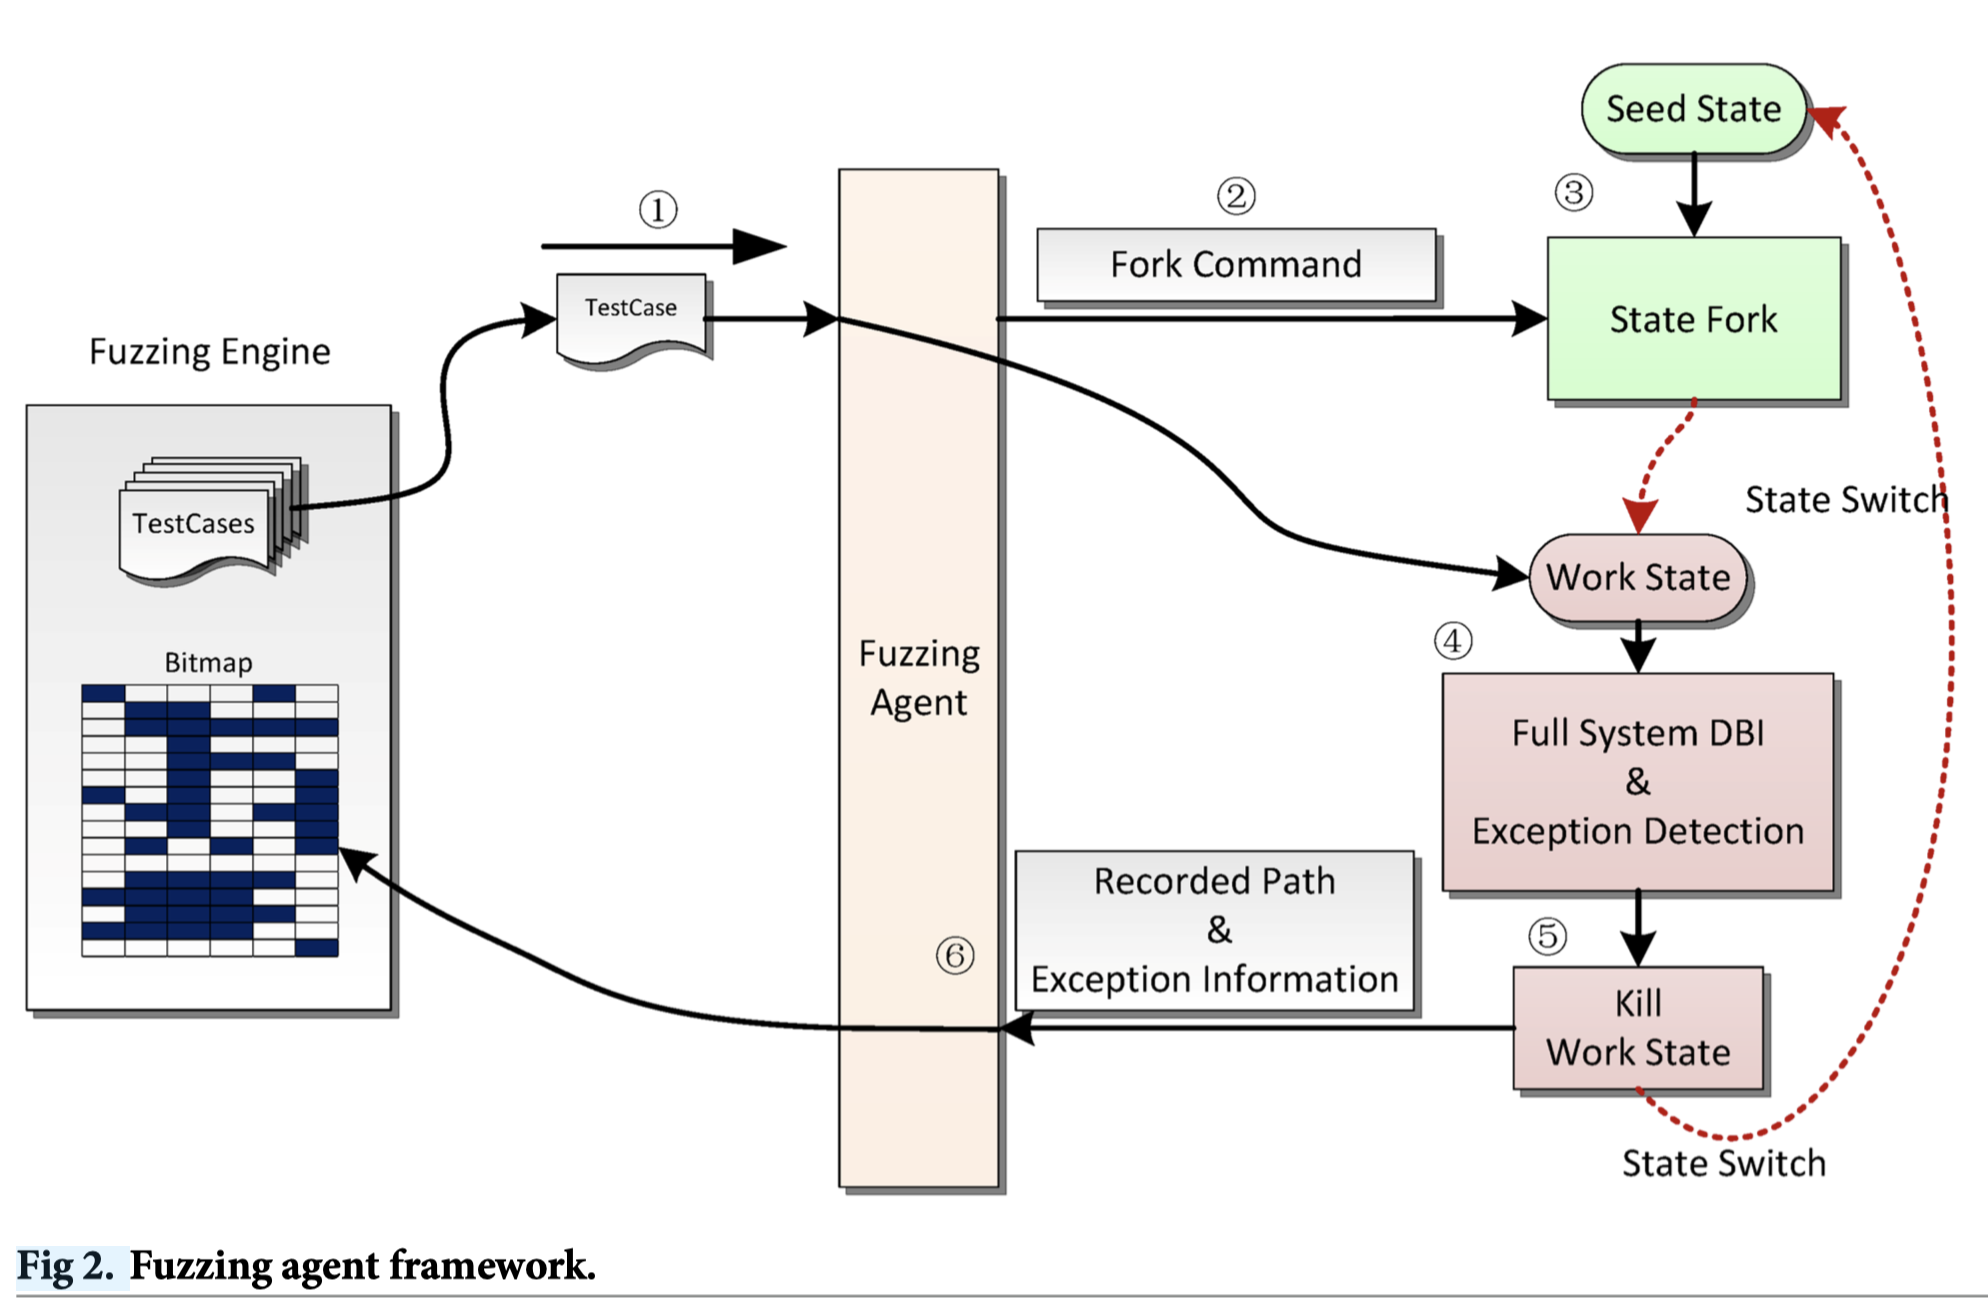 Seed State
①
②
③
Fork Command
TestCase
State Fork
Fuzzing Engine
State Switch
TestCases
Work State
④
Fuzzing
Agent
Bitmap
Full System DBI
&
Exception Detection
Recorded Path
&
Exception Information
⑤
⑥
Kill
Work State
State Switch
Fig 2. Fuzzing agent framework.